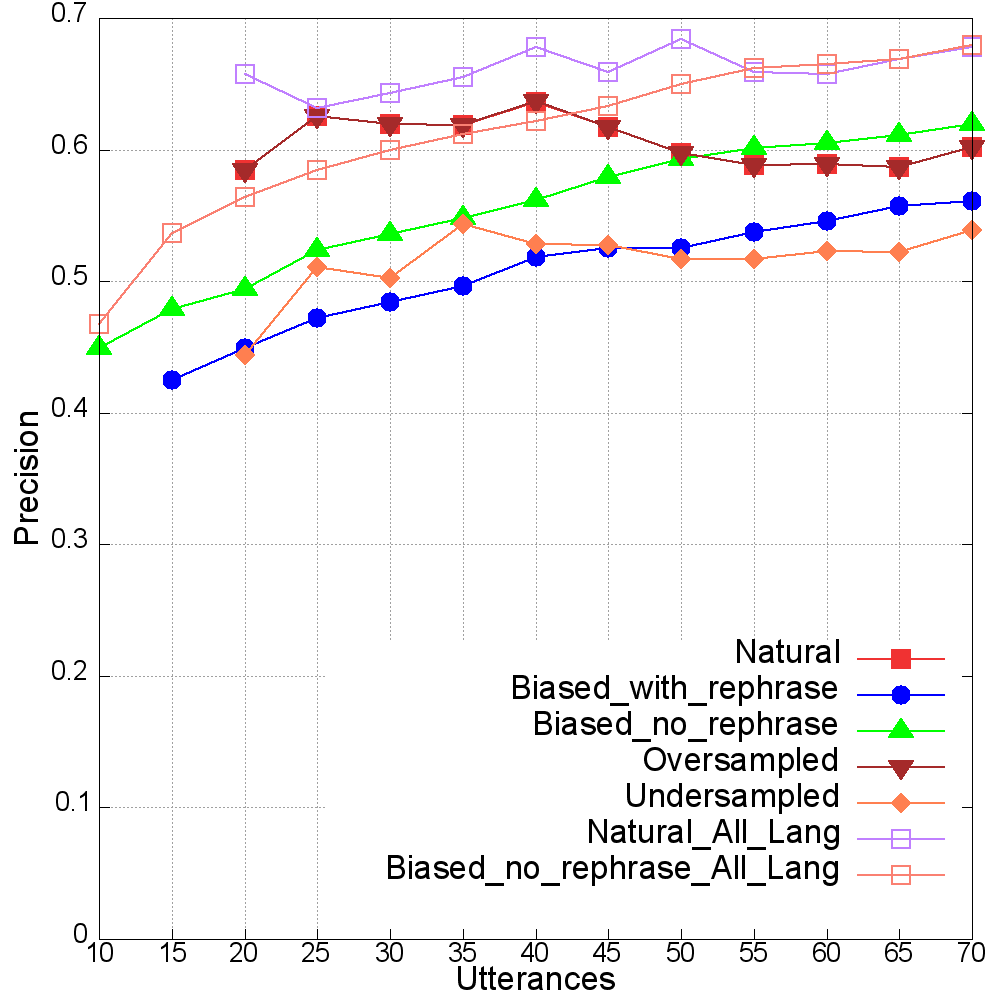 0.7
0.6
0.5
0.4
0.3
0.2
0.1
0
Precision
Natural
Biased_with_rephrase
Biased_no_rephrase
Oversampled
Undersampled
Natural_All_Lang
Biased_no_rephrase_All_Lang
10 15 20 25 30 35 40 45 50 55 60 65 70
Utterances